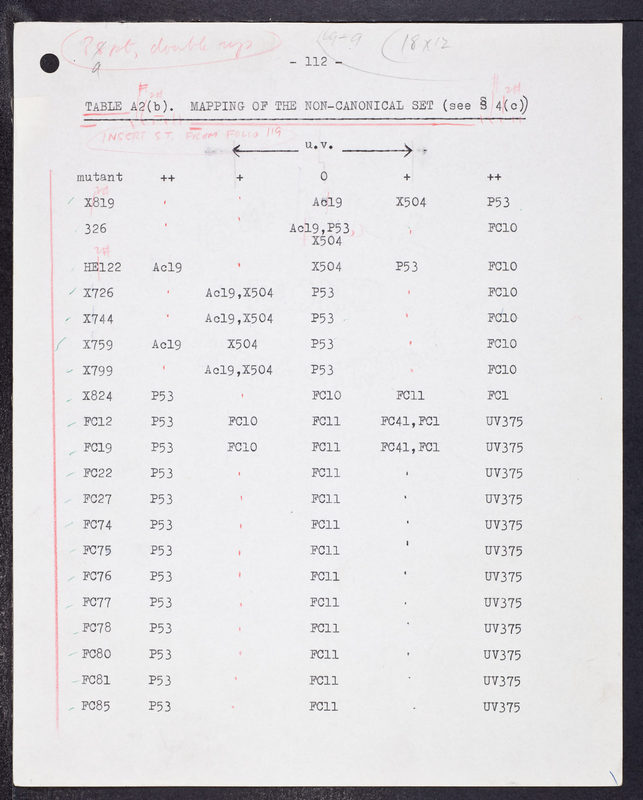 - 112 -
18 x 12
TABLE A2(b). MAPPING OF THE NON-CANONICAL SET (see § 4(c))
INSERT S.T. FROM FOLIO 119
u.v.
mutant ++ + 0 + ++
X819 Ac19 X504 P53
326 Ac19,P53 FC10
X504
HE122 Ac19 X504 P53 FC10
X726 Ac19,X504 P53 FC10
X744 Ac19,X504 P53 FC10
X759 Ac19 X504 P53 FC10
X799 Ac19,X504 P53 FC10
X824 P53 FC10 FC11 FC1
FC12 P53 FC10 FC11 FC41,FC1 UV375
FC19 P53 FC10 FC11 FC41,FC1 UV375
FC22 P53 FC11 UV375
FC27 P53 FC11 UV375
FC74 P53 FC11 UV375
FC75 P53 FC11 UV375
FC76 P53 FC11 UV375
FC77 P53 FC11 UV375
FC78 P53 FC11 UV375
FC80 P53 FC11 UV375
FC81 P53 FC11 UV375
FC85 P53 FC11 UV375